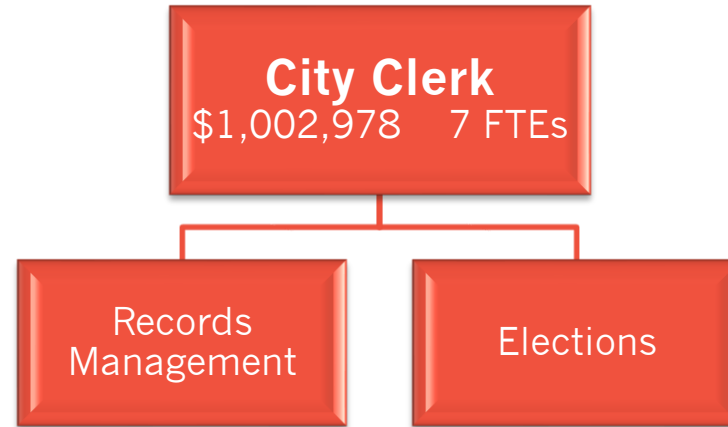 City Clerk
$1,002,978 7 FTEs
Records
Management
Elections